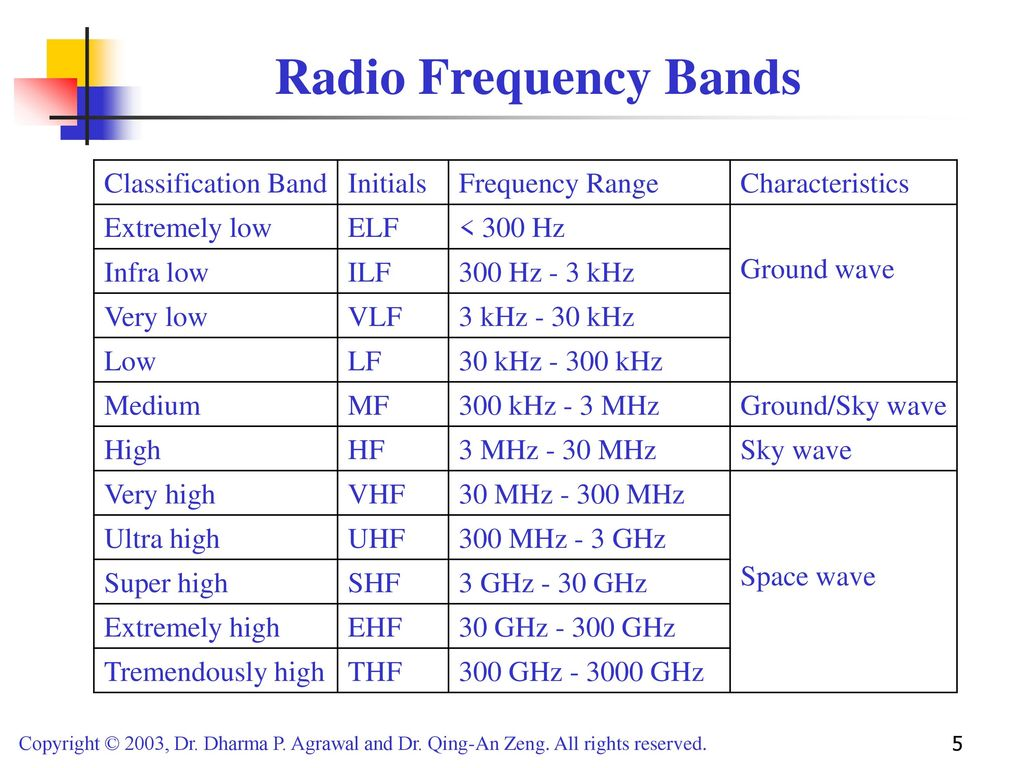 Radio Frequency Bands
Classification Band Initials Frequency Range Characteristics
Extremely low ELF < 300 Hz
Infra low ILF 300 Hz - 3 kHz Ground wave
Very low VLF 3 kHz - 30 kHz
Low LF 30 kHz - 300 kHz
Medium MF 300 kHz - 3 MHz Ground/Sky wave
High HF 3 MHz - 30 MHz Sky wave
Very high VHF 30 MHz - 300 MHz
Ultra high UHF 300 MHz - 3 GHz
Super high SHF 3 GHz - 30 GHz Space wave
Extremely high EHF 30 GHz - 300 GHz
Tremendously high THF 300 GHz - 3000 GHz
Copyright © 2003, Dr. Dharma P. Agrawal and Dr. Qing-An Zeng. All rights reserved. 5